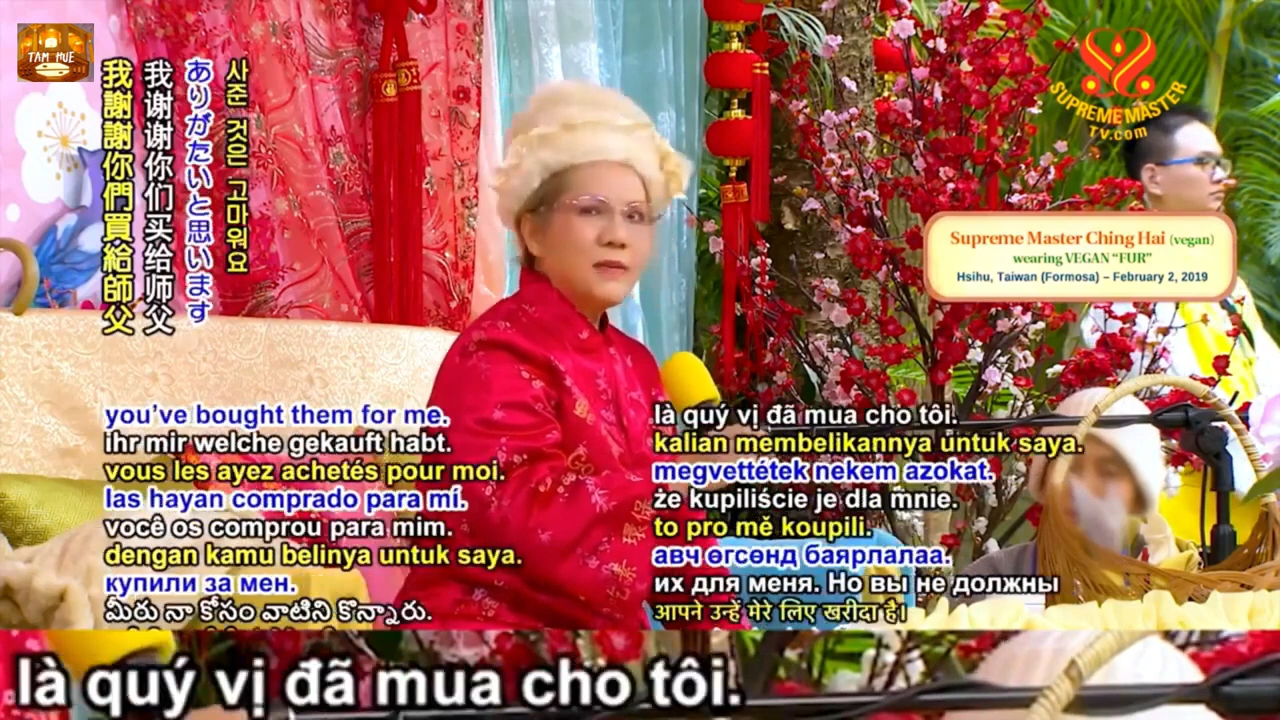 TAM HUE
我謝謝你們買給師父
我谢谢你们买给师父
ありがたいと思います
사준 것은 고마워요
SUPREME MASTER
TV.com
Supreme Master Ching Hai (vegan)
wearing VEGAN “FUR”
Hsihu, Taiwan (Formosa) – February 2, 2019
you’ve bought them for me.
ihr mir welche gekauft habt.
vous les ayez achetés pour moi.
las hayan comprado para mí.
você os comprou para mim.
dengan kamu belinya untuk saya.
купили за мен.
మీరు నా కోసం వాటిని కొన్నారు.
là quý vị đã mua cho tôi.
kalian membelikannya untuk saya.
megvettétek nekem azokat.
że kupiliście je dla mnie.
to pro mě koupili.
авч өгсөнд баярлалаа.
их для меня. Но вы не должны
आपने उन्हें मेरे लिए खरीदा है।
là quý vị đã mua cho tôi.